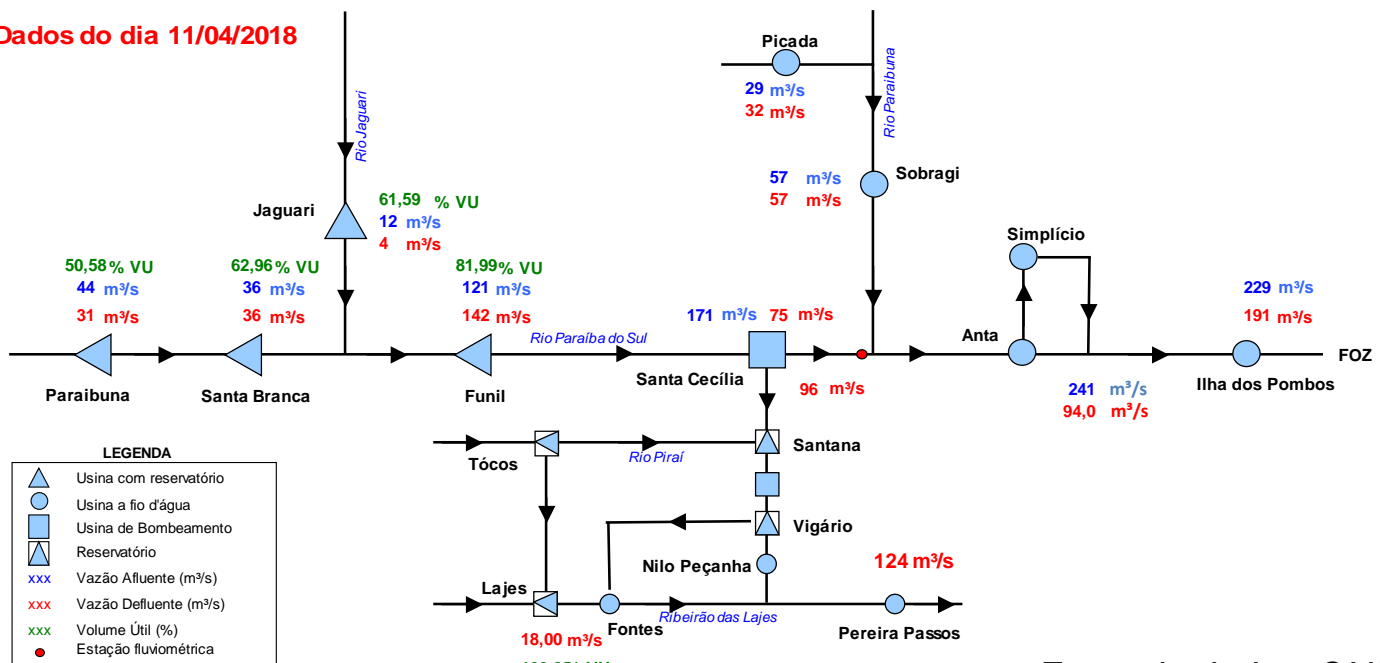 Dados do dia 11/04/2018
Picada
29 m³/s
32 m³/s
Rio Paraibuna
Rio Jaguari
57 m³/s
57 m³/s
Sobragi
Jaguari
61,59 % VU
12 m³/s
4 m³/s
Simplício
50,58% VU
44 m³/s
31 m³/s
62,96% VU
36 m³/s
36 m³/s
81,99% VU
121 m³/s
142 m³/s
Rio Paraíba do Sul
171 m³/s 75 m³/s
Anta
229 m³/s
191 m³/s
FOZ
Paraibuna
Santa Branca
Funil
Santa Cecília
96 m³/s
241 m³/s
94,0 m³/s
Ilha dos Pombos
LEGENDA
Usina com reservatório
Usina a fio d'água
Usina de Bombeamento
Reservatório
xxx Vazão Afluente (m³/s)
xxx Vazão Defluente (m³/s)
xxx Volume Útil (%)
Estação fluviométrica
Tócos
Rio Piraí
Santana
Vigário
Nilo Peçanha
124 m³/s
Lajes
Fontes
Ribeirão das Lajes
Pereira Passos
18,00 m³/s